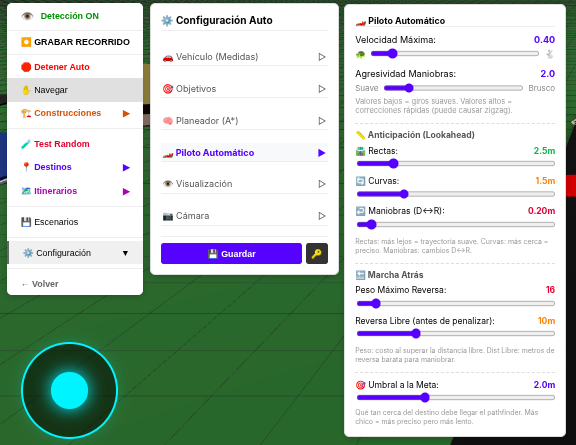 Detección ON
GRABAR RECORRIDO
Detener Auto
Navegar
Construcciones
Test Random
Destinos
Itinerarios
Escenarios
Configuración
← Volver
Configuración Auto
Vehículo (Medidas)
Objetivos
Planeador (A*)
Piloto Automático
Visualización
Cámara
Guardar
Piloto Automático
Velocidad Máxima: 0.40
Agresividad Maniobras: 2.0
Suave Brusco
Valores bajos = giros suaves. Valores altos =
correcciones rápidas (puede causar zigzag).
Anticipación (Lookahead)
Rectas: 2.5m
Curvas: 1.5m
Maniobras (D↔R): 0.20m
Rectas: más lejos = trayectoria suave. Curvas: más cerca =
preciso. Maniobras: cambios D↔R.
Marcha Atrás
Peso Máximo Reversa: 16
Reversa Libre (antes de penalizar): 10m
Peso: costo al superar la distancia libre. Dist Libre: metros de
reversa barata para maniobrar.
Umbral a la Meta: 2.0m
Qué tan cerca del destino debe llegar el pathfinder. Más
chico = más preciso pero más lento.